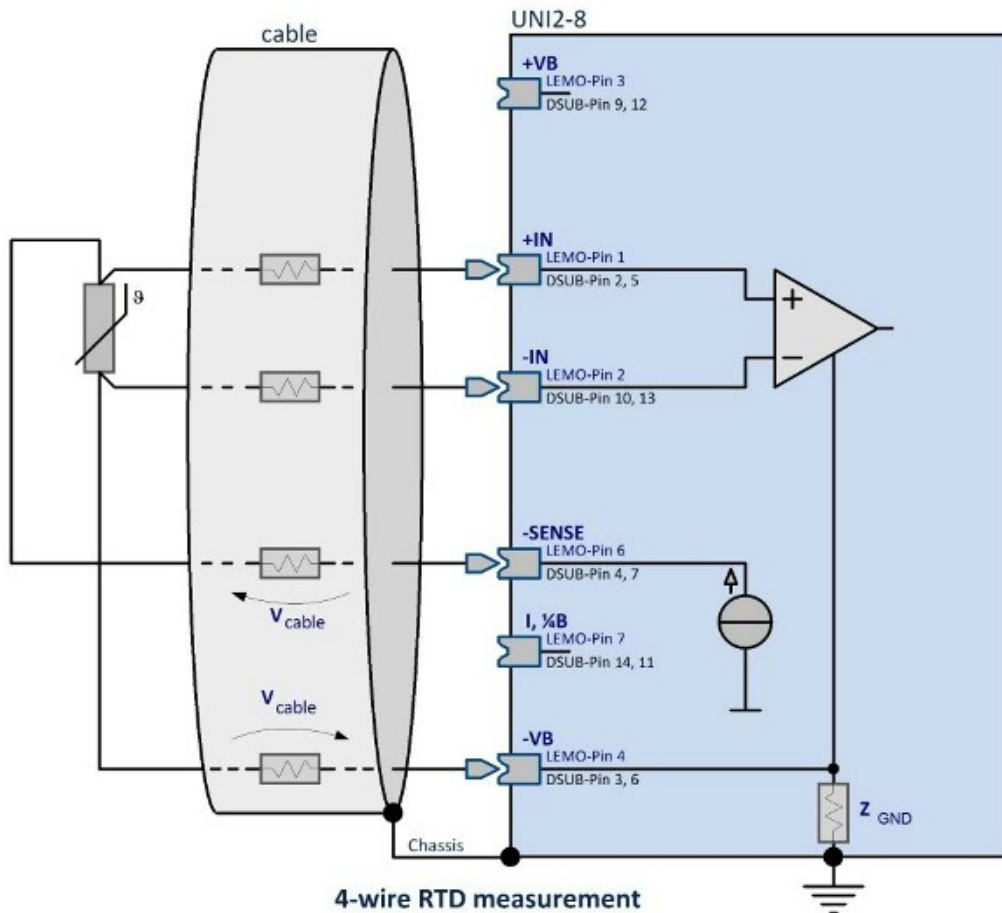 UNI2-8
cable
+VB
LEMO-Pin 3
DSUB-Pin 9, 12
+IN
LEMO-Pin 1
DSUB-Pin 2, 5
ϑ
-IN
LEMO-Pin 2
DSUB-Pin 10, 13
-SENSE
LEMO-Pin 6
DSUB-Pin 4, 7
V cable
I, ¼B
LEMO-Pin 7
DSUB-Pin 14, 11
V cable
-VB
LEMO-Pin 4
DSUB-Pin 3, 6
Z GND
Chassis
4-wire RTD measurement